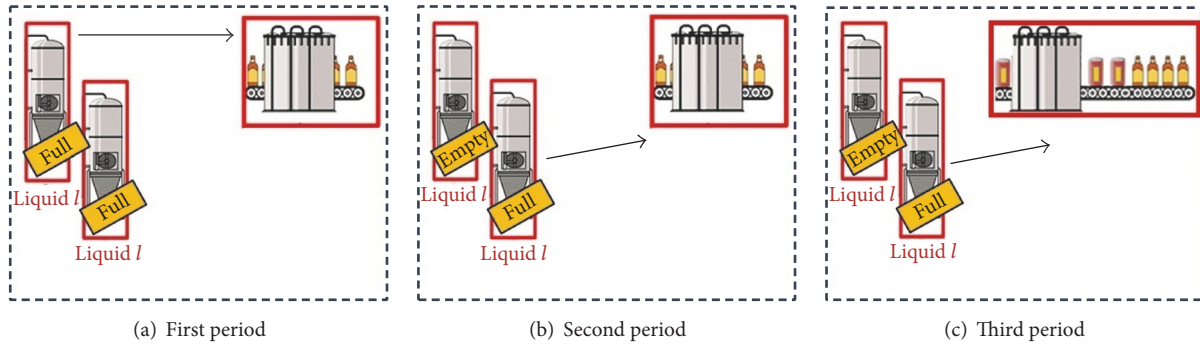 Full
Liquid l
Full
Liquid l
(a) First period
Empty
Liquid l
Full
Liquid l
(b) Second period
Empty
Liquid l
Full
Liquid l
(c) Third period